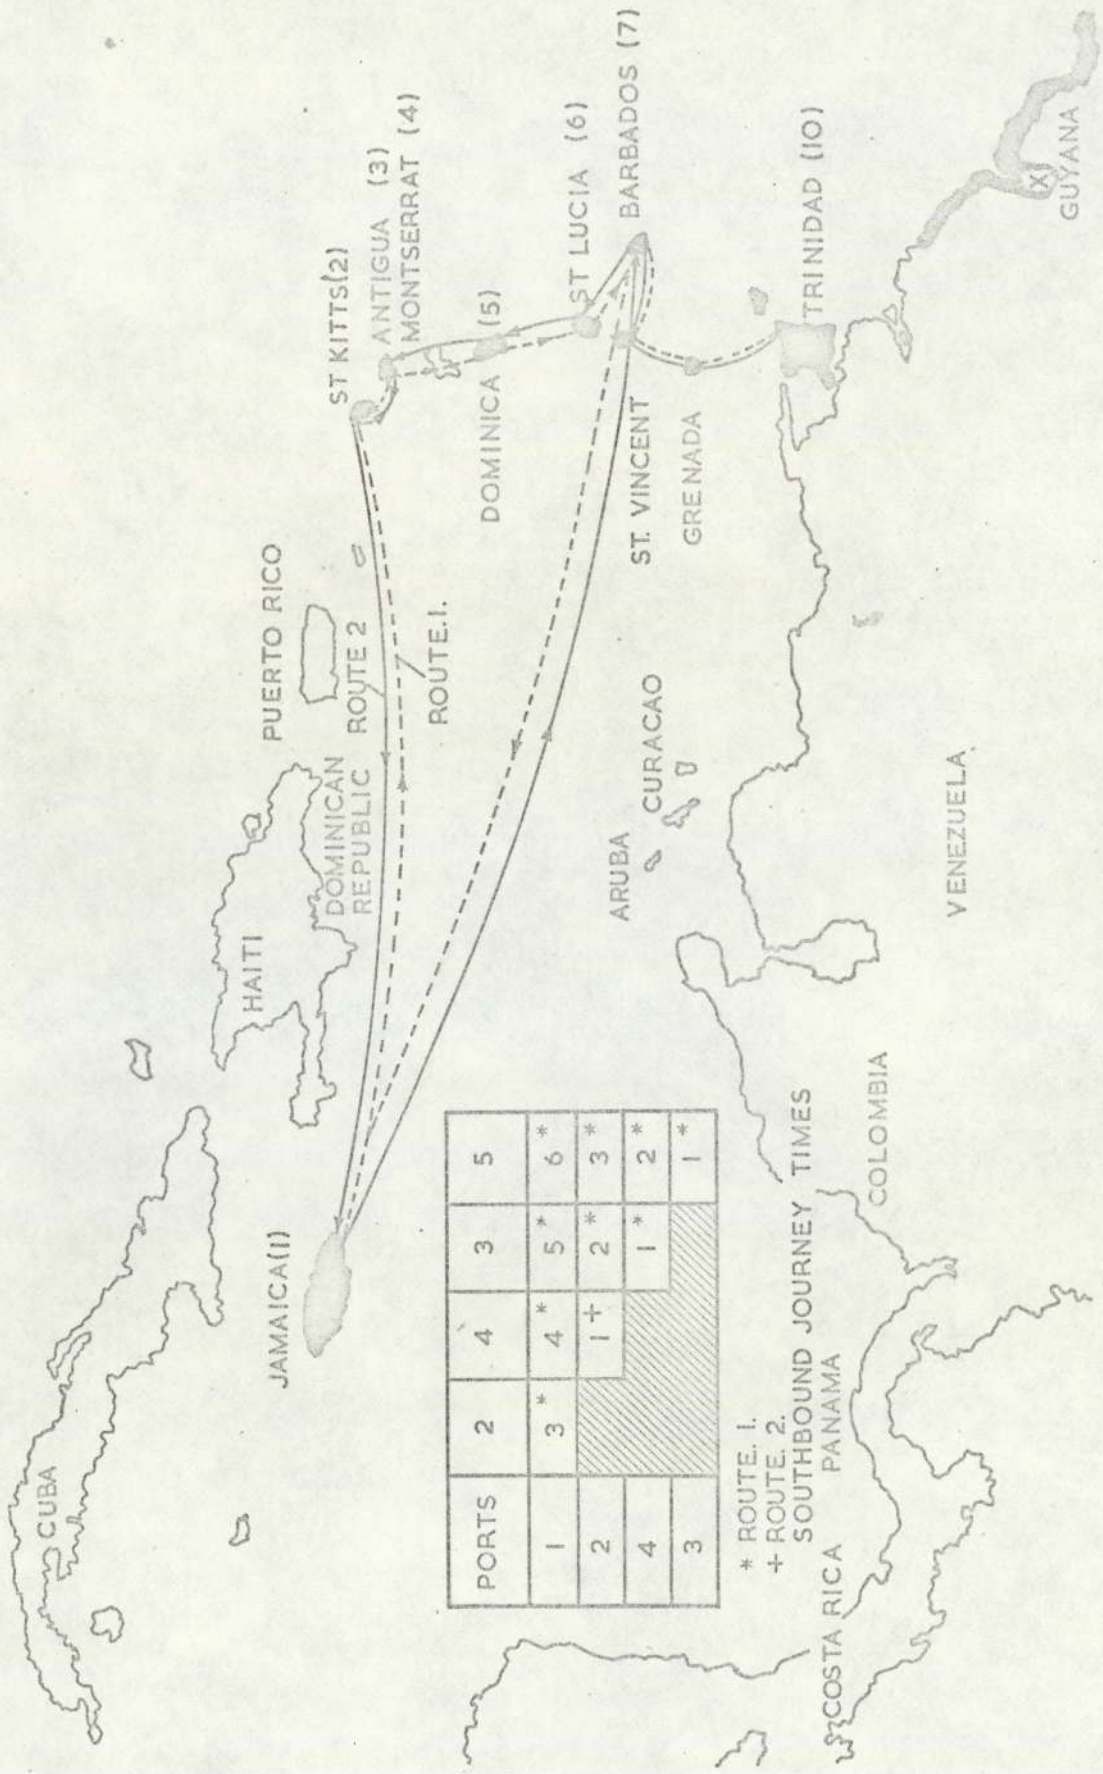 CUBA
JAMAICA(1)
HAITI
DOMINICAN
REPUBLIC
PUERTO RICO
ROUTE 2
ROUTE.1.
ST KITTS(2)
ANTIGUA (3)
MONTSERRAT (4)
DOMINICA (5)
ST LUCIA (6)
BARBADOS (7)
ST. VINCENT
GRENADA
TRINIDAD (10)
ARUBA
CURACAO
GUYANA
(X)
VENEZUELA
COLOMBIA
PANAMA
COSTA RICA
PORTS 2 4 3 5
1 3* 4* 5* 6*
2 1+ 2* 3*
4 1* 2*
3 1*
* ROUTE. 1.
+ ROUTE. 2.
SOUTHBOUND JOURNEY TIMES